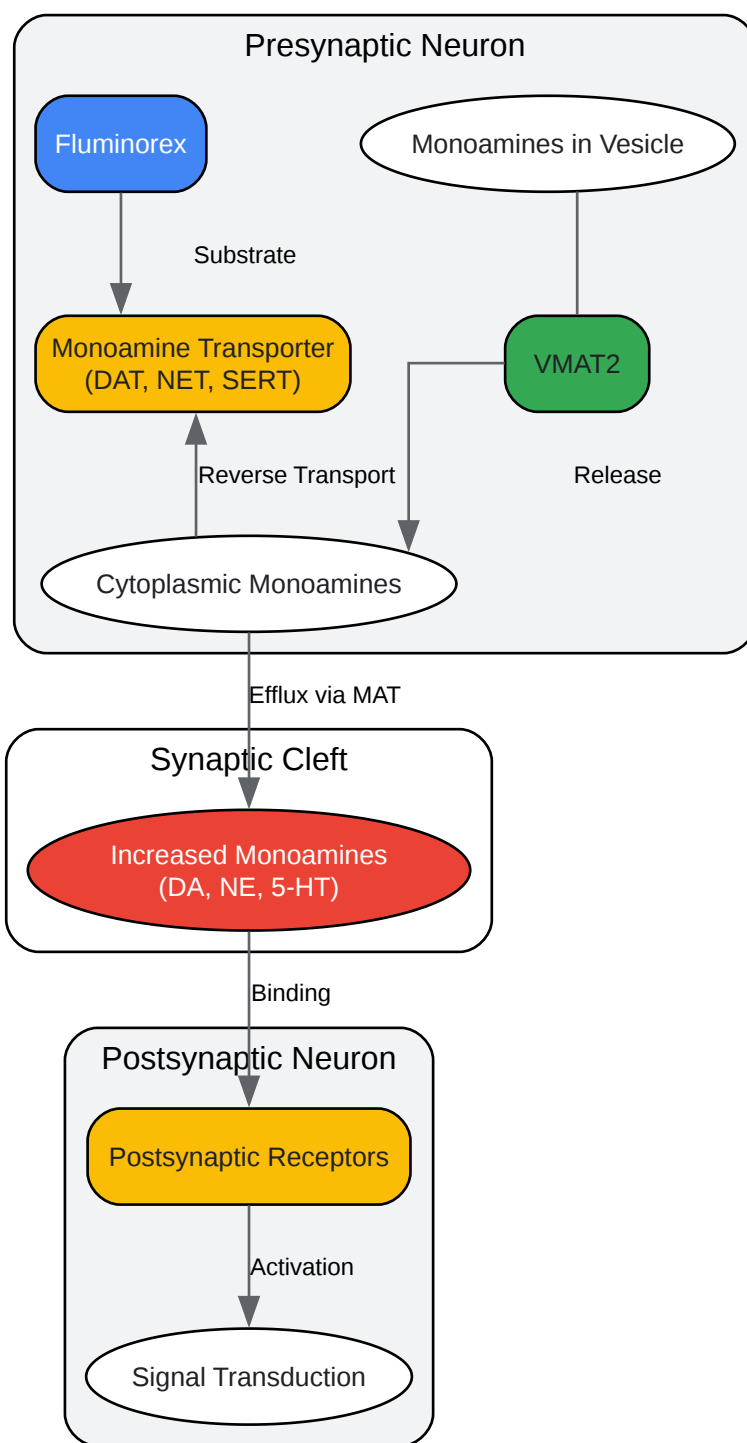 Presynaptic Neuron
Fluminorex
Monoamines in Vesicle
Substrate
Monoamine Transporter
(DAT, NET, SERT)
VMAT2
Reverse Transport
Release
Cytoplasmic Monoamines
Efflux via MAT
Synaptic Cleft
Increased Monoamines
(DA, NE, 5-HT)
Binding
Postsynaptic Neuron
Postsynaptic Receptors
Activation
Signal Transduction